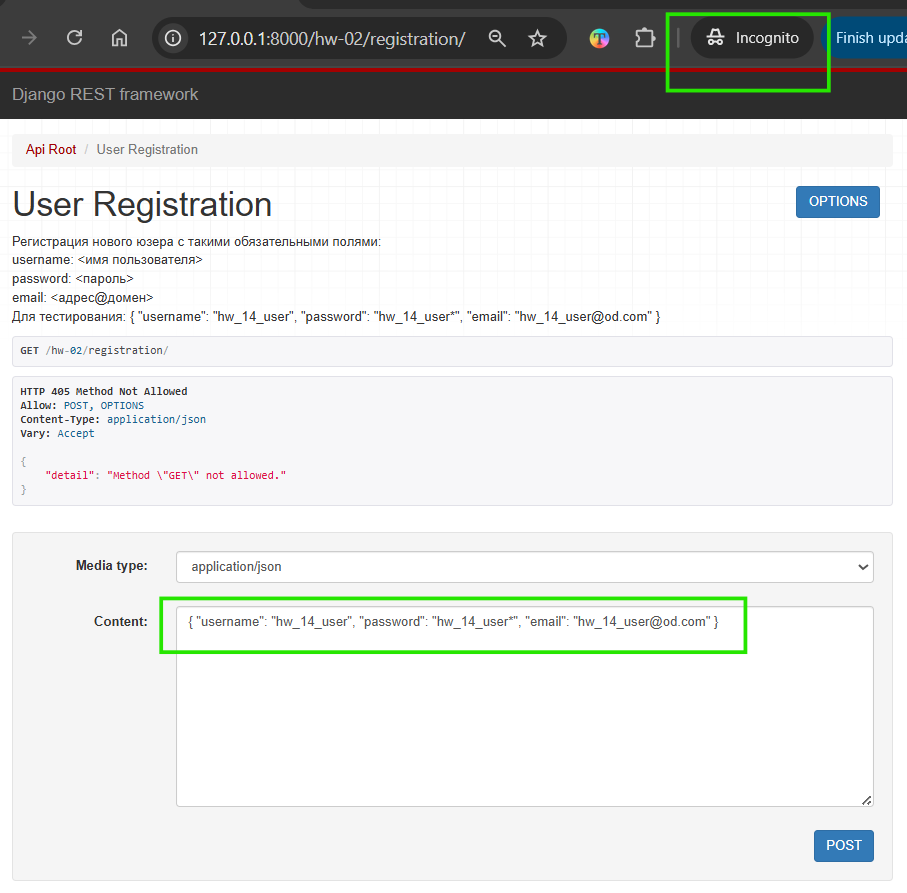 127.0.0.1:8000/hw-02/registration/
Incognito
Finish upda
Django REST framework
Api Root / User Registration
User Registration
OPTIONS
Регистрация нового юзера с такими обязательными полями:
username: <имя пользователя>
password: <пароль>
email: <адрес@домен>
Для тестирования: { "username": "hw_14_user", "password": "hw_14_user*", "email": "hw_14_user@od.com" }
GET /hw-02/registration/
HTTP 405 Method Not Allowed
Allow: POST, OPTIONS
Content-Type: application/json
Vary: Accept
{
"detail": "Method \"GET\" not allowed."
}
Media type:
application/json
Content:
{ "username": "hw_14_user", "password": "hw_14_user*", "email": "hw_14_user@od.com" }
POST